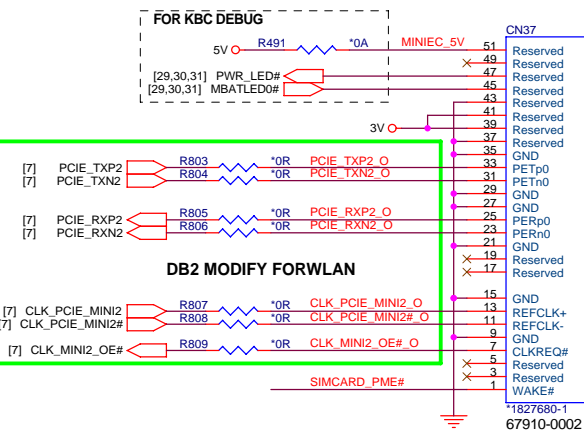 FOR KBC DEBUG
CN37
5V R491 *0A MINIEC_5V 51 Reserved
49 Reserved
[29,30,31] PWR_LED# 47 Reserved
[29,30,31] MBATLED0# 45 Reserved
43 Reserved
41 Reserved
3V 39 Reserved
37 Reserved
35 GND
[7] PCIE_TXP2 R803 *0R PCIE_TXP2_O 33 PETp0
[7] PCIE_TXN2 R804 *0R PCIE_TXN2_O 31 PETn0
29 GND
27 GND
[7] PCIE_RXP2 R805 *0R PCIE_RXP2_O 25 PERp0
[7] PCIE_RXN2 R806 *0R PCIE_RXN2_O 23 PERn0
21 GND
19 Reserved
DB2 MODIFY FORWLAN
17 Reserved
15 GND
[7] CLK_PCIE_MINI2 R807 *0R CLK_PCIE_MINI2_O 13 REFCLK+
[7] CLK_PCIE_MINI2# R808 *0R CLK_PCIE_MINI2#_O 11 REFCLK-
9 GND
[7] CLK_MINI2_OE# R809 *0R CLK_MINI2_OE#_O 7 CLKREQ#
5 Reserved
3 Reserved
SIMCARD_PME# 1 WAKE#
*1827680-1
67910-0002